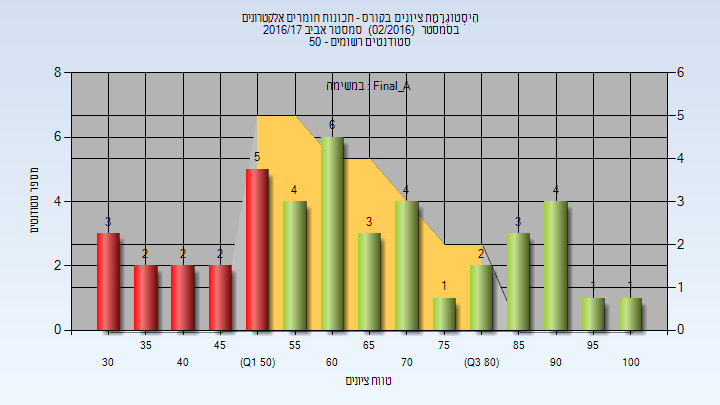 הִיסְטוֹגְרַמַת ציונים בקורס - תכונות חומרים אלקטרונים
בסמסטר (02/2016) סמסטר אביב 2016/17
סטודנטים רשומים - 50
במשימה : Final_A
8 6
5
6 6
5 4
4 4 4 4
3 3 3 3
2 2 2 2 2 2
1 1 1 1
0 0
מספר סטודנטים
35 45 55 65 75 85 95
30 40 (Q1 50) 60 70 (Q3 80) 90 100
טווח ציונים